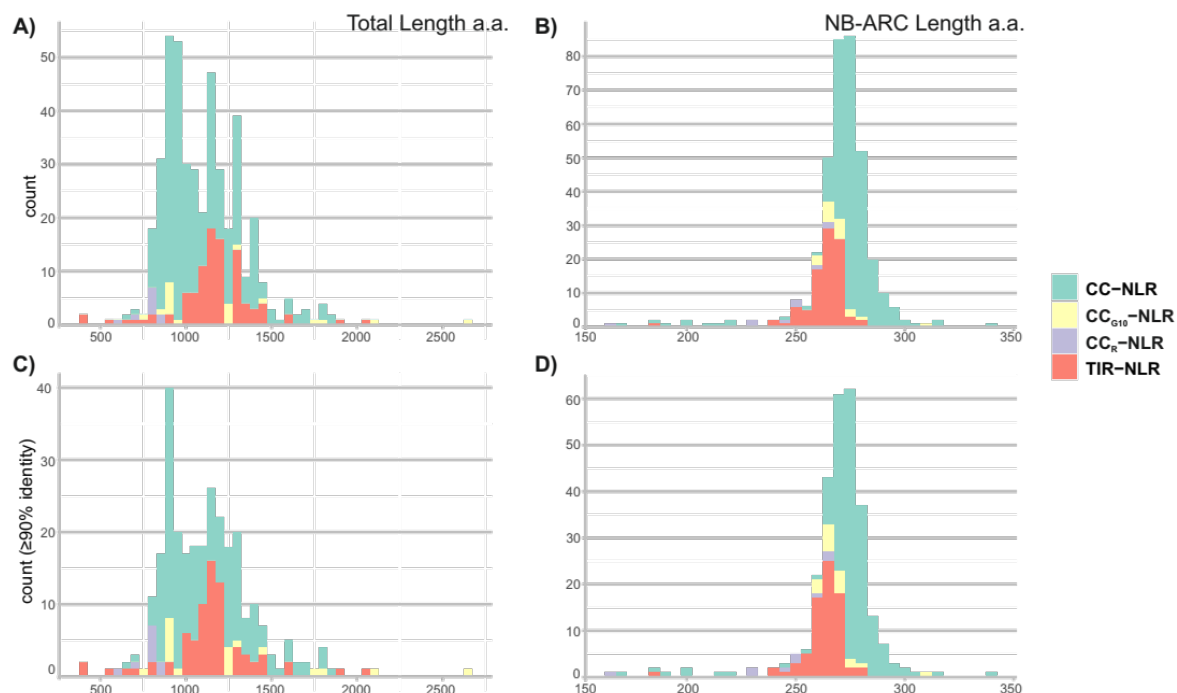 A) Total Length a.a.
B) NB-ARC Length a.a.
count
50
40
30
20
10
0
500 1000 1500 2000 2500
80
70
60
50
40
30
20
10
0
150 200 250 300 350
CC−NLR
CCG10−NLR
CCR−NLR
TIR−NLR
C)
D)
count (≥90% identity)
40
30
20
10
0
500 1000 1500 2000 2500
60
50
40
30
20
10
0
150 200 250 300 350